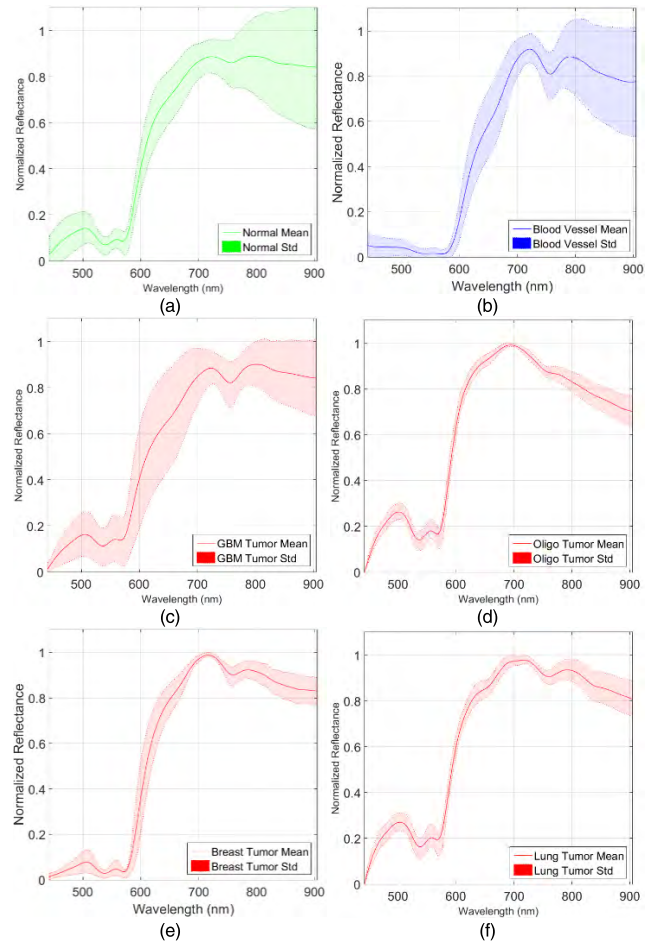 1
0.8
0.6
0.4
0.2
0
Normalized Reflectance
Normal Mean
Normal Std
500 600 700 800 900
Wavelength (nm)
(a)
1
0.8
0.6
0.4
0.2
0
Normalized Reflectance
Blood Vessel Mean
Blood Vessel Std
500 600 700 800 900
Wavelength (nm)
(b)
1
0.8
0.6
0.4
0.2
0
Normalized Reflectance
GBM Tumor Mean
GBM Tumor Std
500 600 700 800 900
Wavelength (nm)
(c)
1
0.8
0.6
0.4
0.2
0
Normalized Reflectance
Oligo Tumor Mean
Oligo Tumor Std
500 600 700 800 900
Wavelength (nm)
(d)
1
0.8
0.6
0.4
0.2
0
Normalized Reflectance
Breast Tumor Mean
Breast Tumor Std
500 600 700 800 900
Wavelength (nm)
(e)
1
0.8
0.6
0.4
0.2
0
Normalized Reflectance
Lung Tumor Mean
Lung Tumor Std
500 600 700 800 900
Wavelength (nm)
(f)